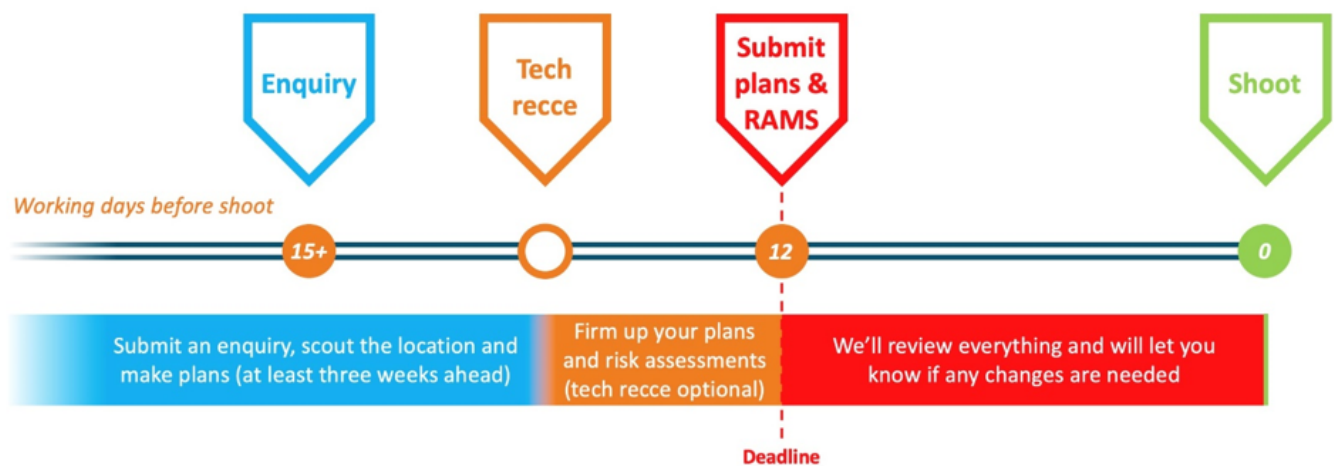 Enquiry
Tech
recce
Submit
plans &
RAMS
Shoot
Working days before shoot
15+
12
0
Submit an enquiry, scout the location and
make plans (at least three weeks ahead)
Firm up your plans
and risk assessments
(tech recce optional)
We’ll review everything and will let you
know if any changes are needed
Deadline